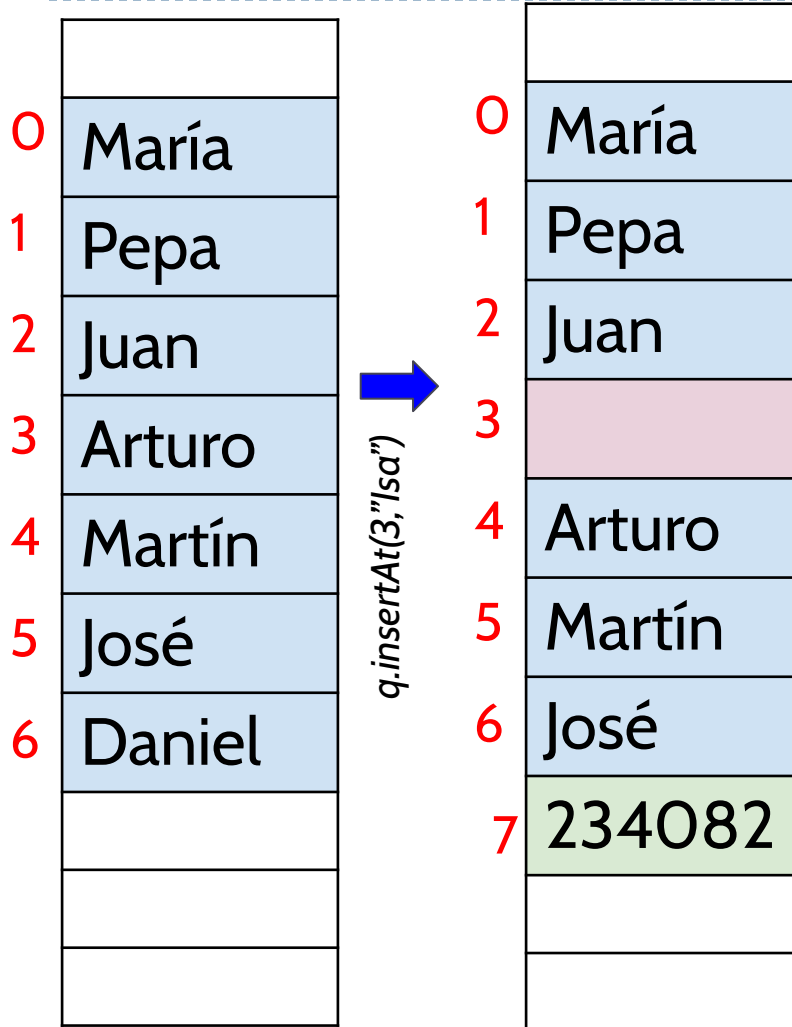 0 María
1 Pepa
2 Juan
3 Arturo
4 Martín
5 José
6 Daniel
q.insertAt(3,"Isa")
0 María
1 Pepa
2 Juan
3
4 Arturo
5 Martín
6 José
7 234082